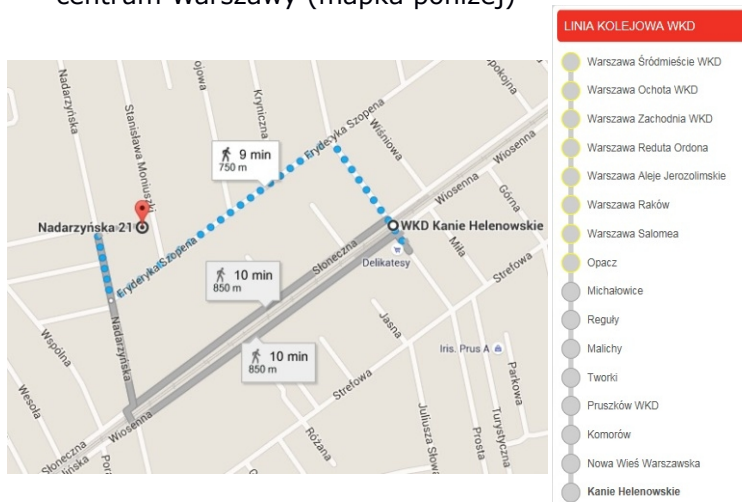 centrum Warszawy (mapka poniżej)
Nadarzyńska
Stanisława Moniuszki
Kryniczna
Spokojna
Fryderyka Szopena
Wiśniowa
Wiosenna
9 min
750 m
Nadarzyńska 21
WKD Kanie Helenowskie
Wiosenna
Górna
Miła
Słoneczna
Delikatesy
Strefowa
Fryderyka Szopena
10 min
850 m
Nadarzyńska
Jasna
Iris. Prus A
10 min
850 m
Wspólna
Strefowa
Parkowa
Wesoła
Wiosenna
Różana
Juliusza Słowa
Prosta
Turystyczna
Słoneczna
LINIA KOLEJOWA WKD
Warszawa Śródmieście WKD
Warszawa Ochota WKD
Warszawa Zachodnia WKD
Warszawa Reduta Ordona
Warszawa Aleje Jerozolimskie
Warszawa Raków
Warszawa Salomea
Opacz
Michałowice
Reguły
Malichy
Tworki
Pruszków WKD
Komorów
Nowa Wieś Warszawska
Kanie Helenowskie